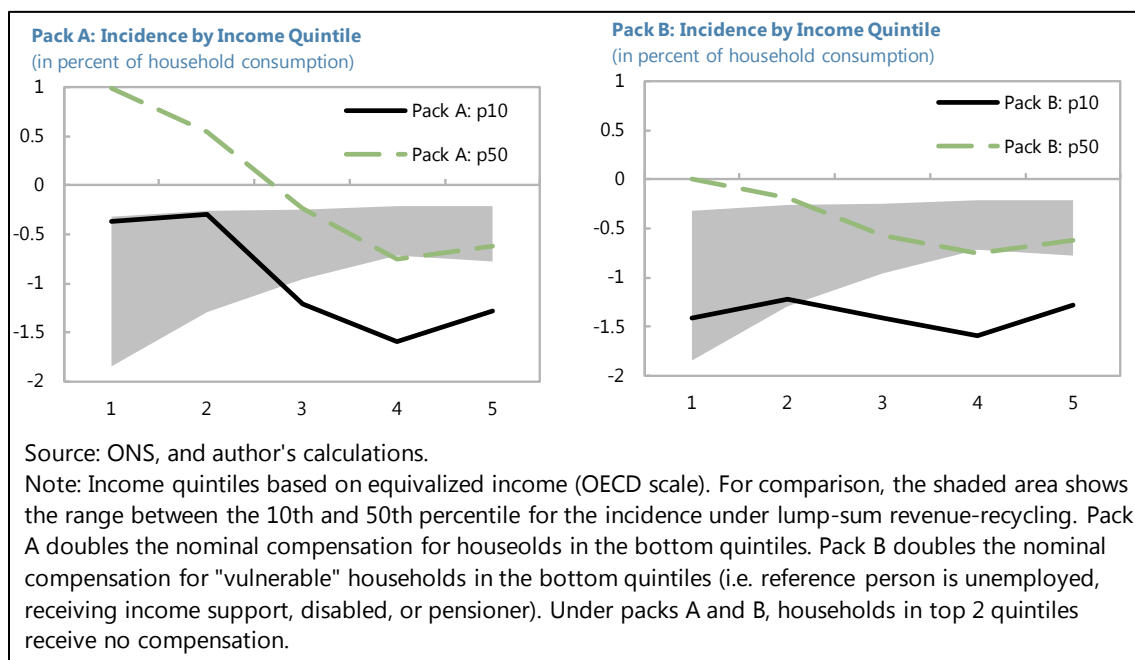 Pack A: Incidence by Income Quintile
(in percent of household consumption)
1
0.5
0
-0.5
-1
-1.5
-2
Pack A: p10
Pack A: p50
1 2 3 4 5
Pack B: Incidence by Income Quintile
(in percent of household consumption)
1
0.5
0
-0.5
-1
-1.5
-2
Pack B: p10
Pack B: p50
1 2 3 4 5
Source: ONS, and author's calculations.
Note: Income quintiles based on equivalized income (OECD scale). For comparison, the shaded area shows
the range between the 10th and 50th percentile for the incidence under lump-sum revenue-recycling. Pack
A doubles the nominal compensation for houseolds in the bottom quintiles. Pack B doubles the nominal
compensation for "vulnerable" households in the bottom quintiles (i.e. reference person is unemployed,
receiving income support, disabled, or pensioner). Under packs A and B, households in top 2 quintiles
receive no compensation.